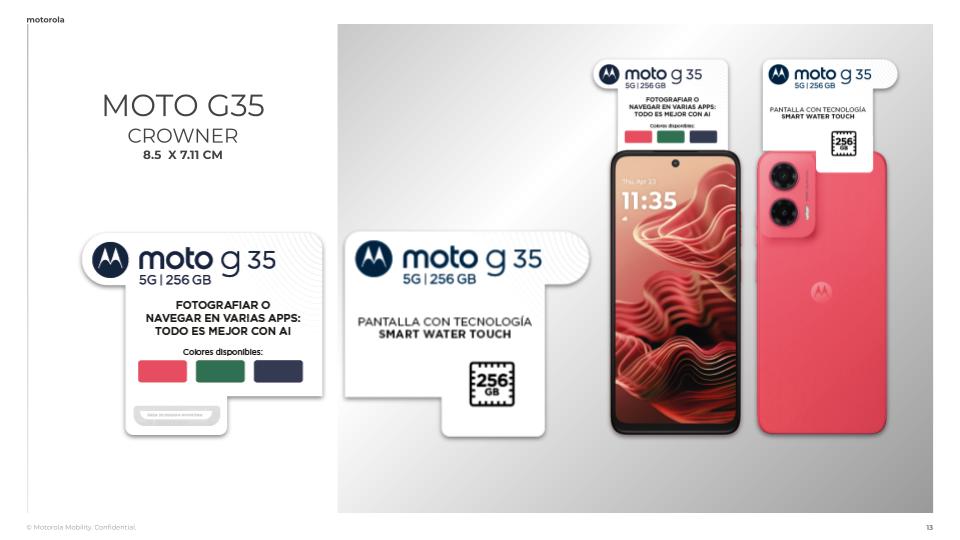 motorola
MOTO G35
CROWNER
8.5 X 7.11 CM
moto g 35
5G | 256 GB
FOTOGRAFIAR O
NAVEGAR EN VARIAS APPS:
TODO ES MEJOR CON AI
Colores disponibles:
moto g 35
5G | 256 GB
PANTALLA CON TECNOLOGÍA
SMART WATER TOUCH
256
GB
moto g 35
5G | 256 GB
FOTOGRAFIAR O
NAVEGAR EN VARIAS APPS:
TODO ES MEJOR CON AI
Colores disponibles:
Thu, Apr 23
11:35
moto g 35
5G | 256 GB
PANTALLA CON TECNOLOGÍA
SMART WATER TOUCH
256
GB
© Motorola Mobility. Confidential.
13